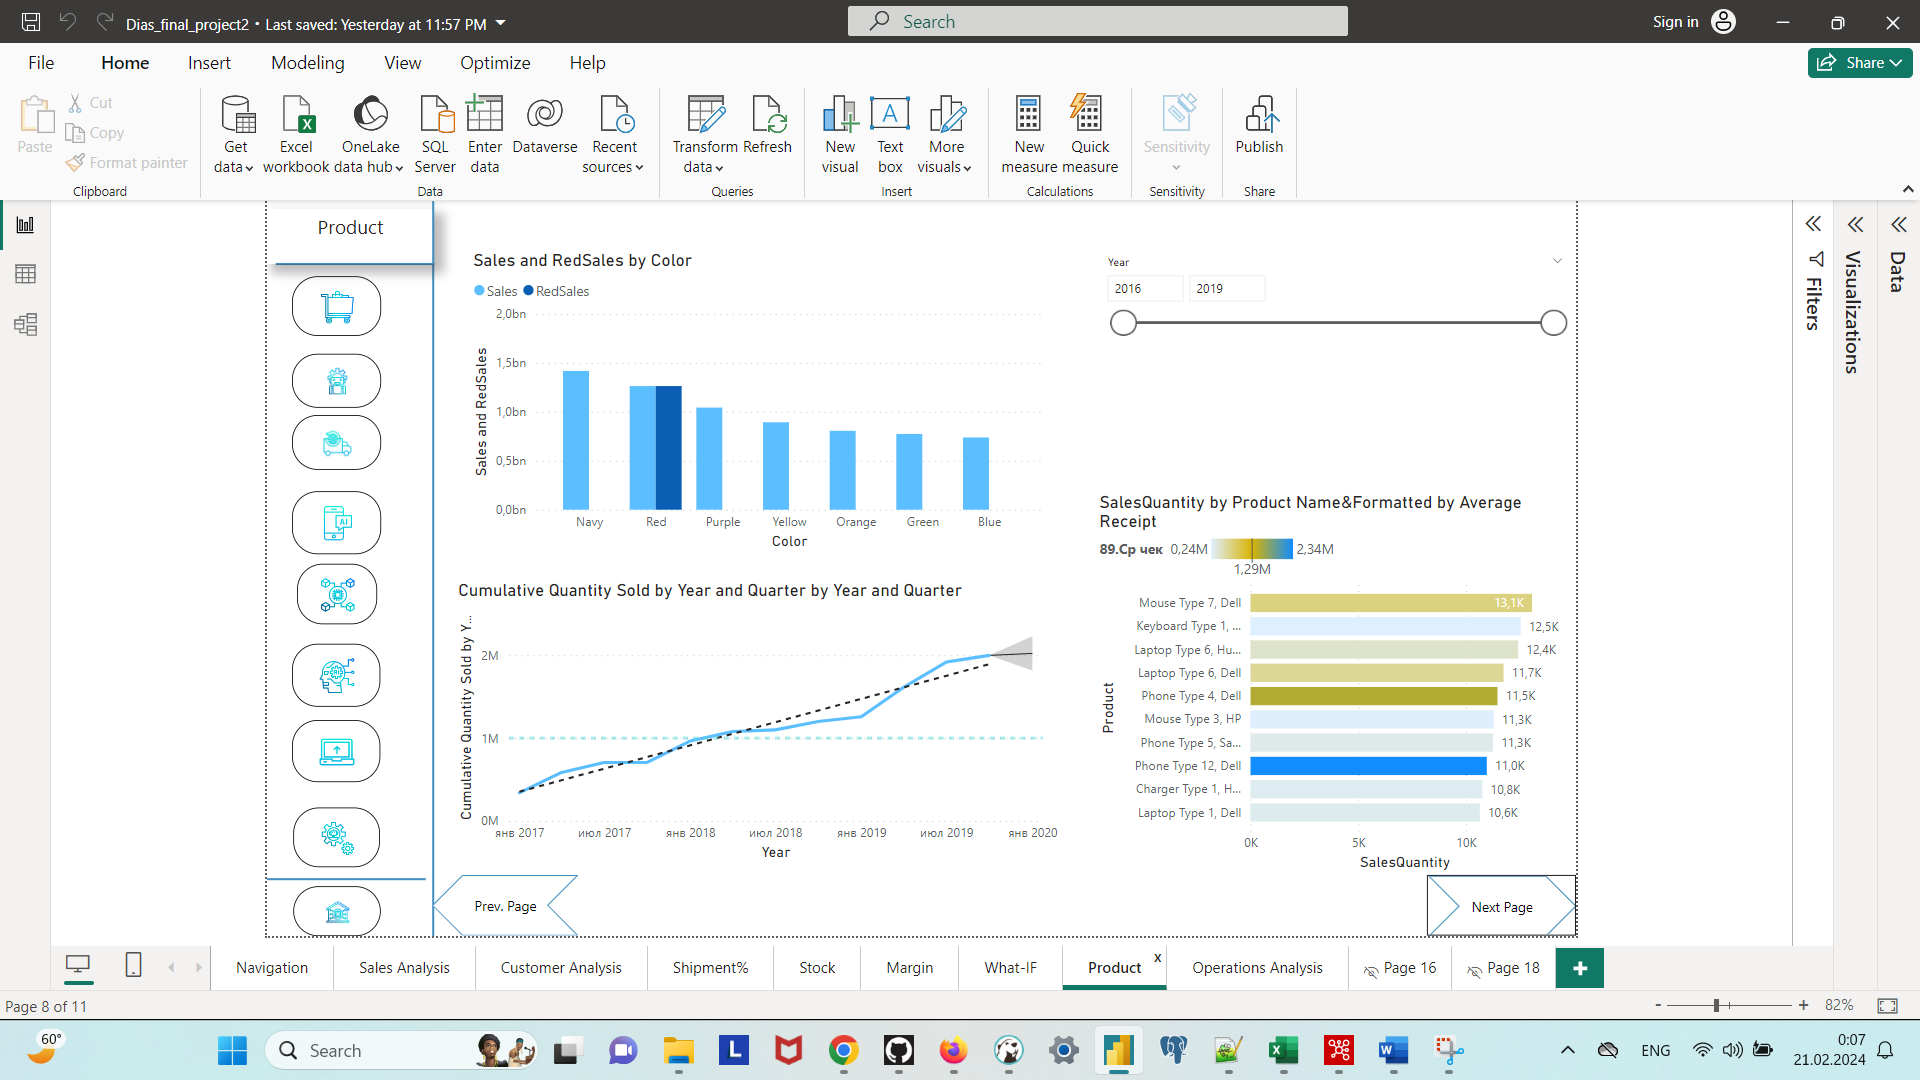 Dias_final_project2 • Last saved: Yesterday at 11:57 PM
Search
Sign in
File Home Insert Modeling View Optimize Help
Share
Paste
Cut
Copy
Format painter
Clipboard
Get data
Excel workbook
OneLake data hub
SQL Server
Enter data
Dataverse
Recent sources
Data
Transform data
Refresh
Queries
New visual
Text box
More visuals
Insert
New measure
Quick measure
Calculations
Sensitivity
Sensitivity
Publish
Share
Product
Sales and RedSales by Color
Sales RedSales
Sales and RedSales
2,0bn
1,5bn
1,0bn
0,5bn
0,0bn
Navy Red Purple Yellow Orange Green Blue
Color
Year
2016 2019
Cumulative Quantity Sold by Year and Quarter by Year and Quarter
Cumulative Quantity Sold by Y...
2M
1M
0M
янв 2017 июл 2017 янв 2018 июл 2018 янв 2019 июл 2019 янв 2020
Year
SalesQuantity by Product Name&Formatted by Average
Receipt
89.Ср чек 0,24M 2,34M
1,29M
Product
Mouse Type 7, Dell 13,1K
Keyboard Type 1, ... 12,5K
Laptop Type 6, Hu... 12,4K
Laptop Type 6, Dell 11,7K
Phone Type 4, Dell 11,5K
Mouse Type 3, HP 11,3K
Phone Type 5, Sa... 11,3K
Phone Type 12, Dell 11,0K
Charger Type 1, H... 10,8K
Laptop Type 1, Dell 10,6K
0K 5K 10K
SalesQuantity
Prev. Page
Next Page
Filters
Visualizations
Data
Navigation Sales Analysis Customer Analysis Shipment% Stock Margin What-IF Product x Operations Analysis Page 16 Page 18 +
Page 8 of 11
- + 82%
60°
Search
ENG
0:07
21.02.2024